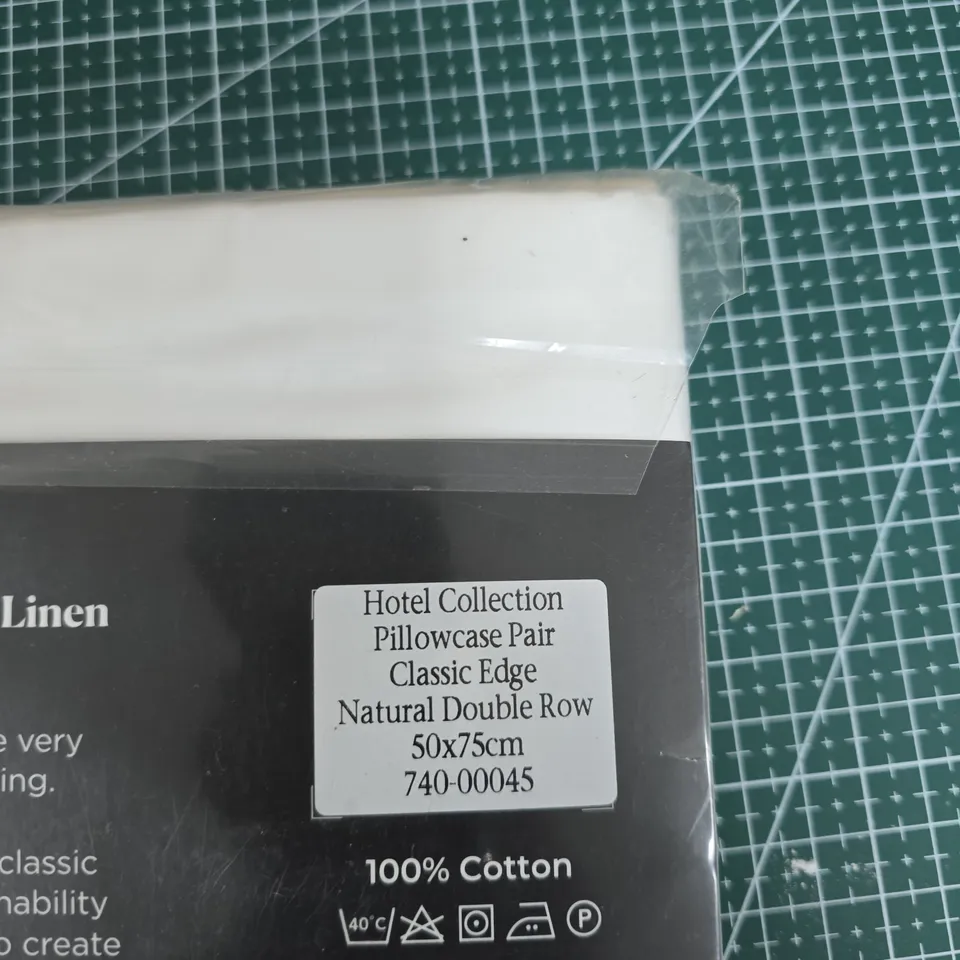 Linen
Hotel Collection
Pillowcase Pair
Classic Edge
Natural Double Row
50x75cm
740-00045
very
ing.
classic
nability
create
100% Cotton
40°C
P